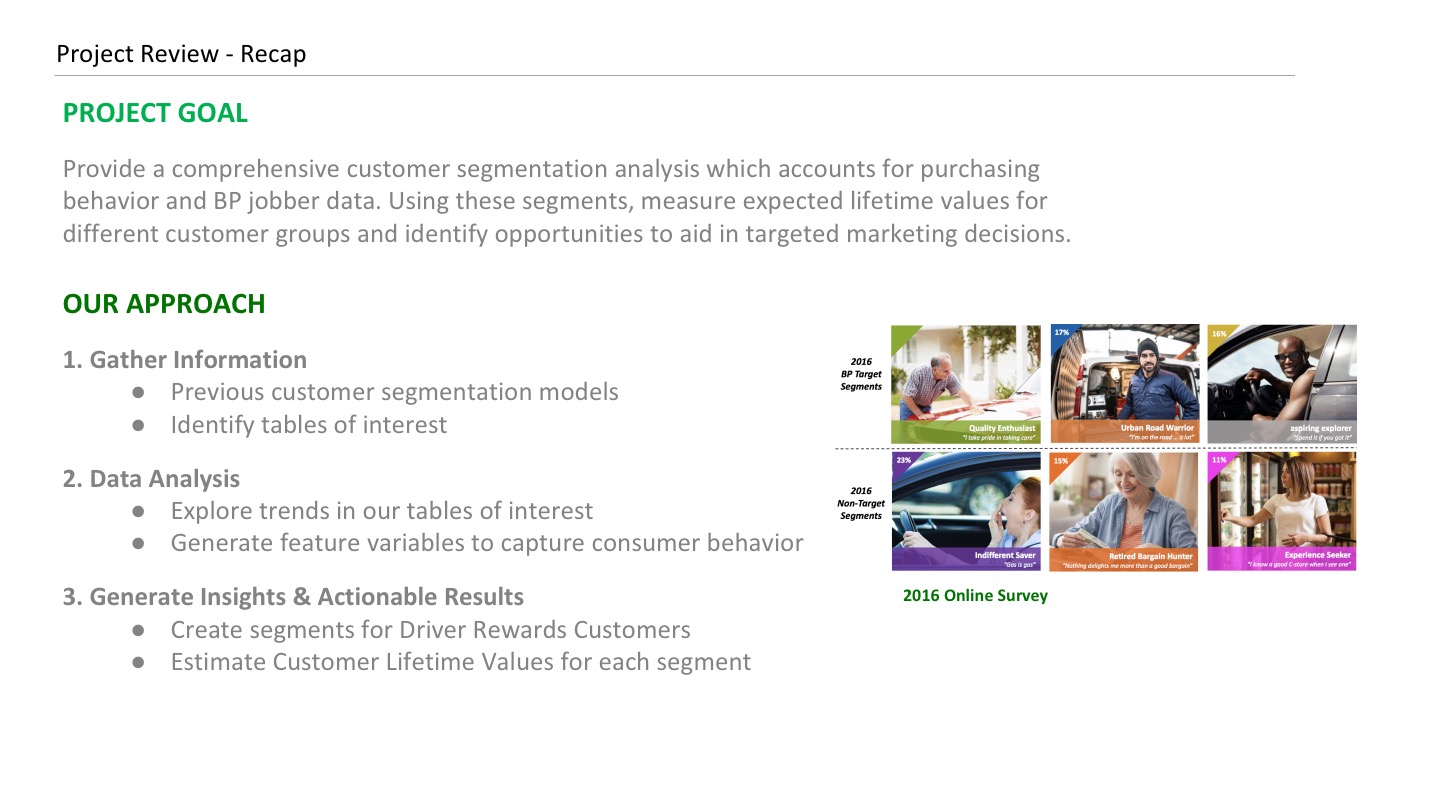 Project Review - Recap
PROJECT GOAL
Provide a comprehensive customer segmentation analysis which accounts for purchasing
behavior and BP jobber data. Using these segments, measure expected lifetime values for
different customer groups and identify opportunities to aid in targeted marketing decisions.
OUR APPROACH
1. Gather Information
● Previous customer segmentation models
● Identify tables of interest
2. Data Analysis
● Explore trends in our tables of interest
● Generate feature variables to capture consumer behavior
3. Generate Insights & Actionable Results
● Create segments for Driver Rewards Customers
● Estimate Customer Lifetime Values for each segment
2016
BP Target
Segments
Quality Enthusiast
"I take pride in taking care"
17%
Urban Road Warrior
"I'm on the road ... a lot"
16%
aspiring explorer
"Spend it if you got it"
2016
Non-Target
Segments
23%
Indifferent Saver
"Gas is gas"
15%
Retired Bargain Hunter
"Nothing delights me more than a good bargain"
11%
Experience Seeker
"I know a good C-store when I see one"
2016 Online Survey